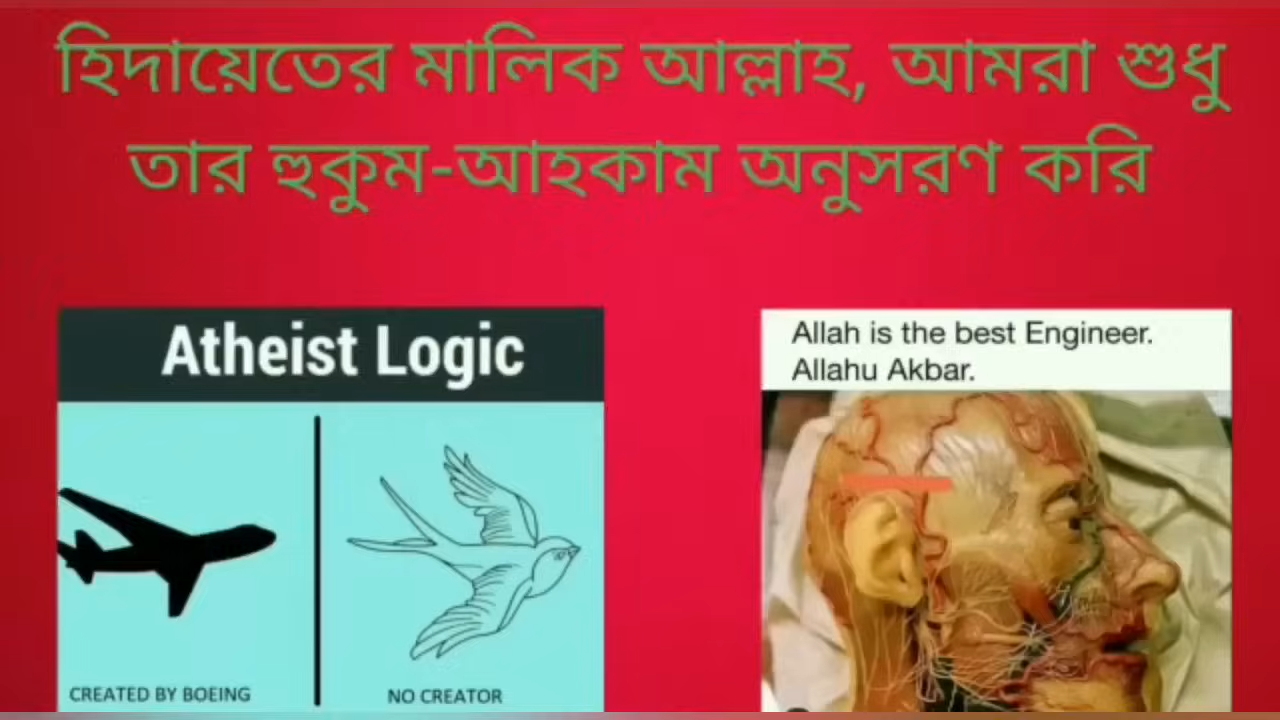 হিদায়েতের মালিক আল্লাহ, আমরা শুধু
তার হুকুম-আহকাম অনুসরণ করি
Atheist Logic
CREATED BY BOEING
NO CREATOR
Allah is the best Engineer.
Allahu Akbar.